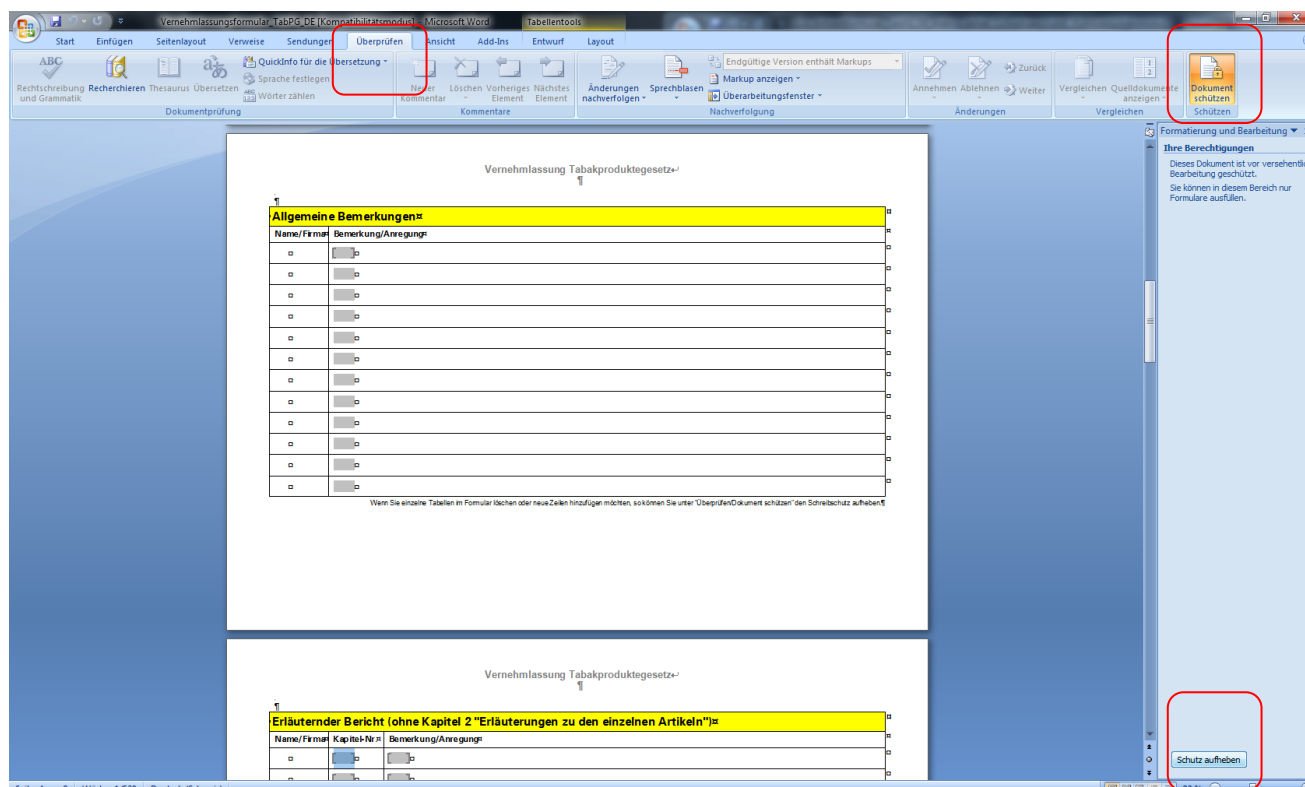 Vernehmlassungsformular_TabPG_DE [Kompatibilitätsmodus] - Microsoft Word
Tabellentools
Start Einfügen Seitenlayout Verweise Sendungen Überprüfen Ansicht Add-Ins Entwurf Layout
ABC
Rechtschreibung und Grammatik
Recherchieren
Thesaurus
Übersetzen
QuickInfo für die Übersetzung
Sprache festlegen
Wörter zählen
Dokumentprüfung
Neuer Kommentar
Löschen
Vorheriges Element
Nächstes Element
Kommentare
Änderungen nachverfolgen
Sprechblasen
Endgültige Version enthält Markups
Markup anzeigen
Überarbeitungsfenster
Nachverfolgung
Annehmen
Ablehnen
Zurück
Weiter
Änderungen
Vergleichen
Quelldokumente anzeigen
Vergleichen
Dokument schützen
Schützen
Formatierung und Bearbeitung
Ihre Berechtigungen
Dieses Dokument ist vor
Bearbeitung geschützt.
Sie können in diesem Bereich nur
Formulare ausfüllen.
Vernehmlassung Tabakproduktegesetz↵
¶
¶
Allgemeine Bemerkungen¤
Name/Firma¤ Bemerkung/Anregung¤
Wenn Sie einzelne Tabellen im Formular löschen oder neue Zeilen hinzufügen möchten, so können Sie unter "Überprüfen/Dokument schützen" den Schreibschutz aufheben.¶
Vernehmlassung Tabakproduktegesetz↵
¶
¶
Erläuternder Bericht (ohne Kapitel 2 "Erläuterungen zu den einzelnen Artikeln")¤
Name/Firma¤ Kapitel-Nr.¤ Bemerkung/Anregung¤
Schutz aufheben